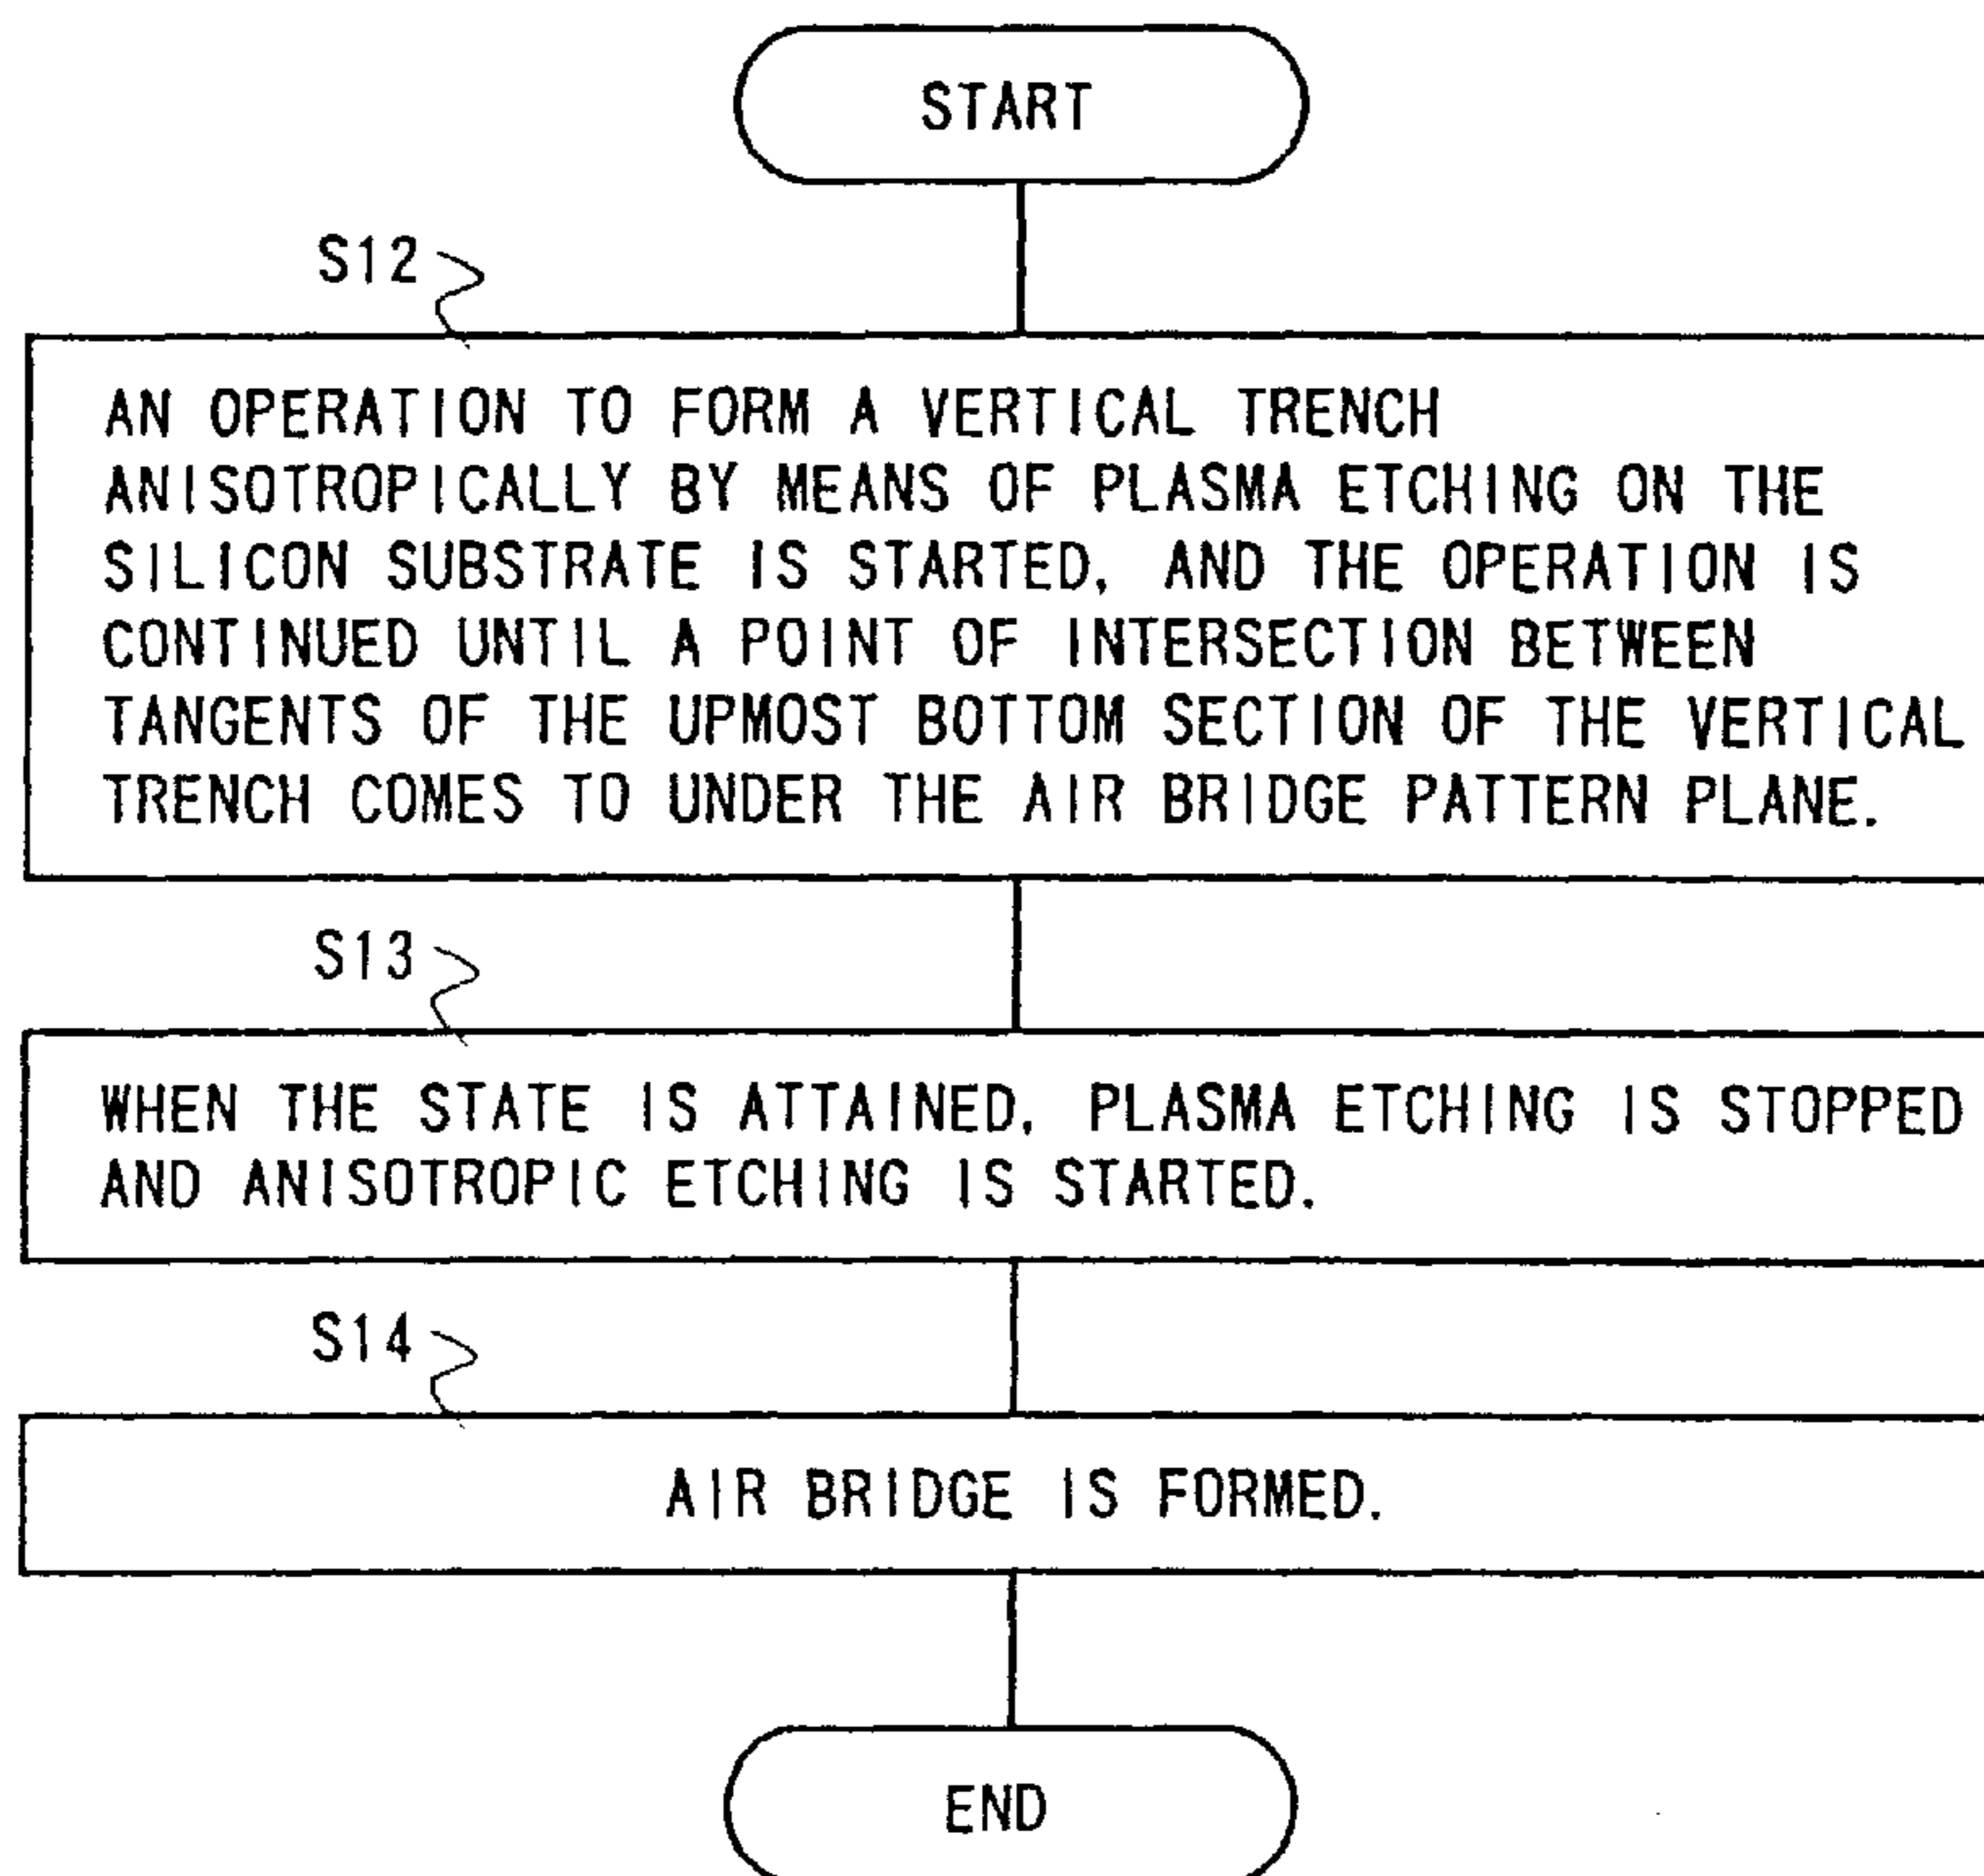 START
S12
AN OPERATION TO FORM A VERTICAL TRENCH
ANISOTROPICALLY BY MEANS OF PLASMA ETCHING ON THE
SILICON SUBSTRATE IS STARTED, AND THE OPERATION IS
CONTINUED UNTIL A POINT OF INTERSECTION BETWEEN
TANGENTS OF THE UPMOST BOTTOM SECTION OF THE VERTICAL
TRENCH COMES TO UNDER THE AIR BRIDGE PATTERN PLANE.
S13
WHEN THE STATE IS ATTAINED, PLASMA ETCHING IS STOPPED
AND ANISOTROPIC ETCHING IS STARTED.
S14
AIR BRIDGE IS FORMED.
END